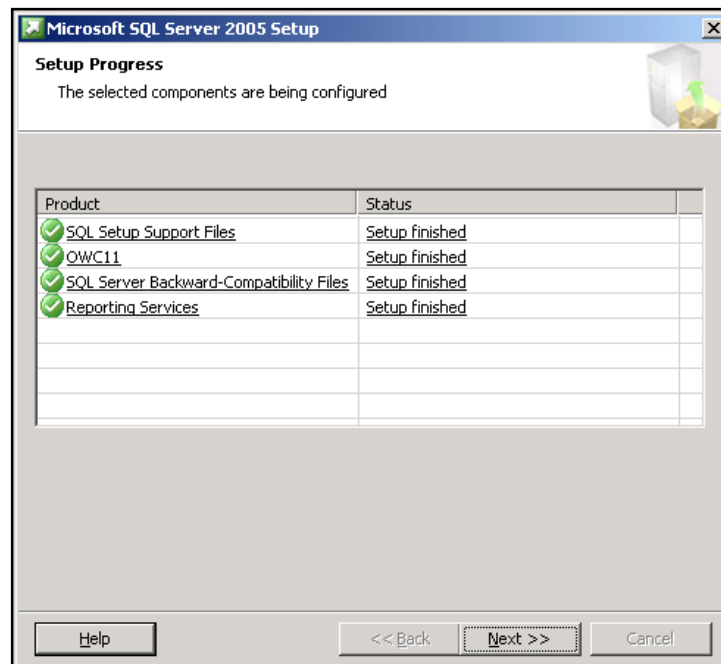 Microsoft SQL Server 2005 Setup
Setup Progress
The selected components are being configured
Product Status
SQL Setup Support Files Setup finished
OWC11 Setup finished
SQL Server Backward-Compatibility Files Setup finished
Reporting Services Setup finished
Help << Back Next >> Cancel